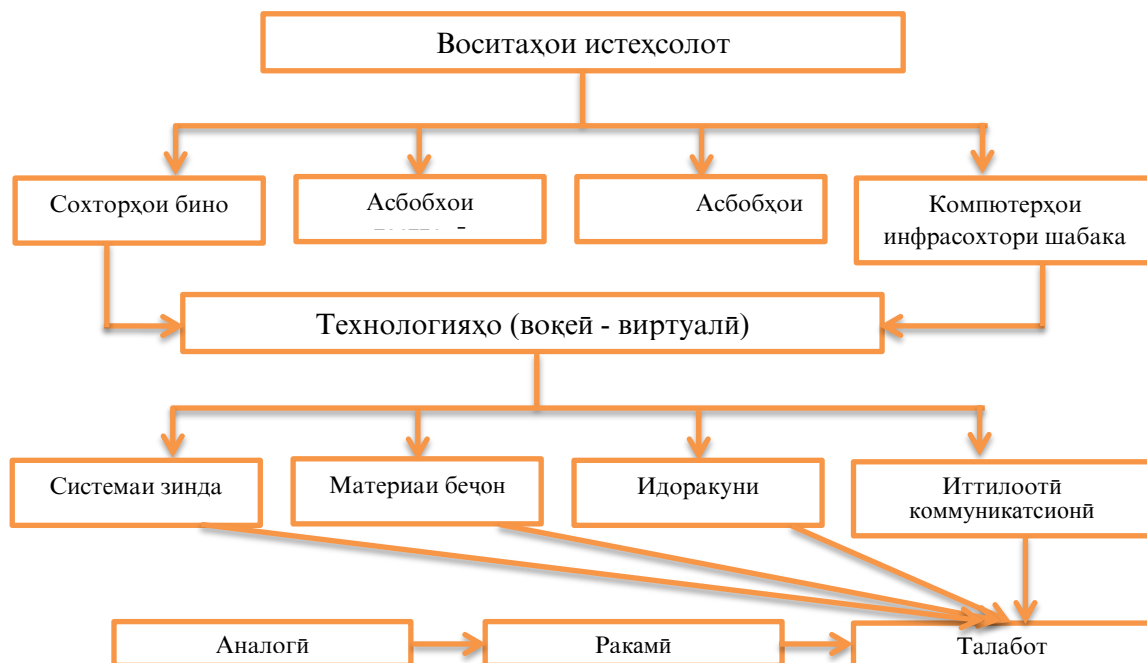 Воситаҳои истеҳсолот
Сохторҳои бино
Асбобхои
Асбобҳои
Компютерҳои
инфрасохтори шабака
Технологияҳо (воқеӣ - виртуалӣ)
Системаи зинда
Материаи беҷон
Идоракуни
Иттилоотӣ
коммуникатсионӣ
Аналогӣ
Ракамӣ
Талабот